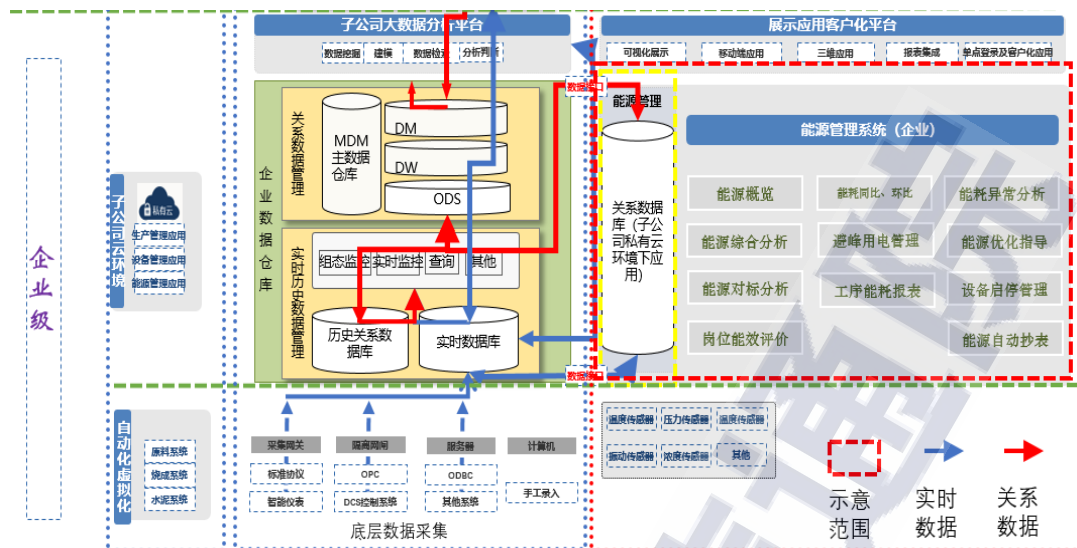 子公司大数据分析平台
展示应用客户化平台
数据挖掘
建模
数据检索
分析判断
可视化展示
移动端应用
三维应用
报表集成
单点登录及客户化应用
企业级
子公司云环境
私有云
生产管理应用
设备管理应用
能源管理应用
企业数据仓库
关系数据管理
MDM
主数据
仓库
DM
DW
ODS
实时历史数据管理
组态监控
实时监控
查询
其他
历史关系数
据库
实时数据库
数据接口
数据接口
能源管理
关系数据
库（子公
司私有云
环境下应
用）
能源管理系统（企业）
能源概览
能耗同比、环比
能耗异常分析
能源综合分析
避峰用电管理
能源优化指导
能源对标分析
工序能耗报表
设备启停管理
岗位能效评价
能源自动抄表
自动化虚拟化
原料系统
烧成系统
水泥系统
采集网关
隔离网闸
服务器
计算机
标准协议
OPC
ODBC
手工录入
智能仪表
DCS控制系统
其他系统
底层数据采集
温度传感器
压力传感器
温度传感器
振动传感器
浓度传感器
其他
示意
范围
实时
数据
关系
数据